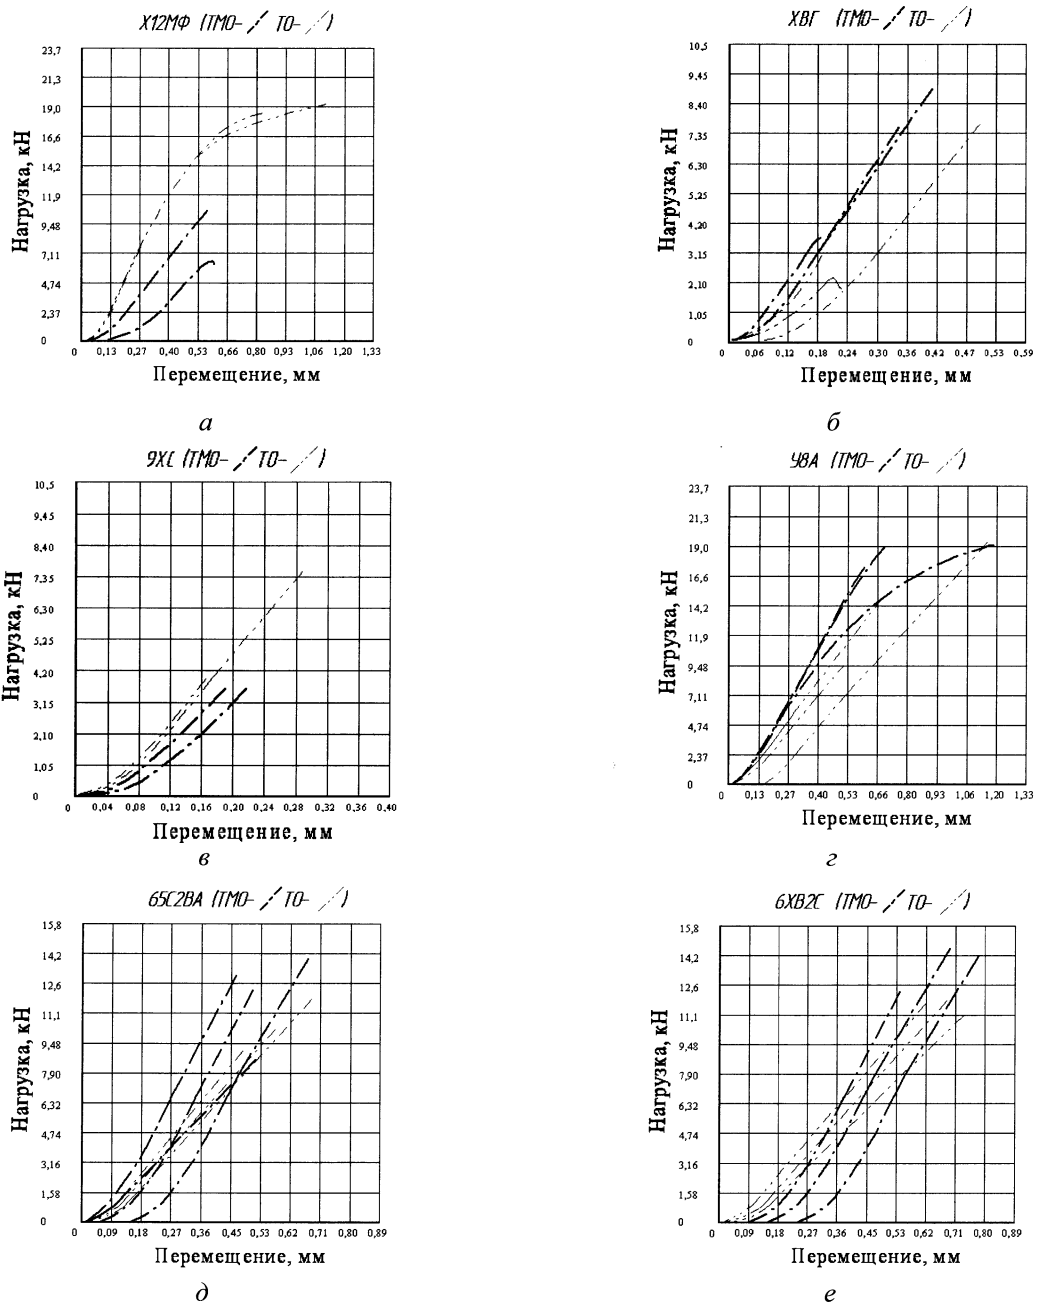 Х12МФ (ТМО- ТО- )
23,7
21,3
19,0
16,6
14,2
11,9
9,48
7,11
4,74
2,37
0
Нагрузка, кН
0 0,13 0,27 0,40 0,53 0,66 0,80 0,93 1,06 1,20 1,33
Перемещение, мм
а
ХВГ (ТМО- ТО- )
10,5
9,45
8,40
7,35
6,30
5,25
4,20
3,15
2,10
1,05
0
Нагрузка, кН
0 0,06 0,12 0,18 0,24 0,30 0,36 0,42 0,47 0,53 0,59
Перемещение, мм
б
9ХС (ТМО- ТО- )
10,5
9,45
8,40
7,35
6,30
5,25
4,20
3,15
2,10
1,05
0
Нагрузка, кН
0 0,04 0,08 0,12 0,16 0,20 0,24 0,28 0,32 0,36 0,40
Перемещение, мм
в
У8А (ТМО- ТО- )
23,7
21,3
19,0
16,6
14,2
11,9
9,48
7,11
4,74
2,37
0
Нагрузка, кН
0 0,13 0,27 0,40 0,53 0,66 0,80 0,93 1,06 1,20 1,33
Перемещение, мм
г
65С2ВА (ТМО- ТО- )
15,8
14,2
12,6
11,1
9,48
7,90
6,32
4,74
3,16
1,58
0
Нагрузка, кН
0 0,09 0,18 0,27 0,36 0,45 0,53 0,62 0,71 0,80 0,89
Перемещение, мм
д
6ХВ2С (ТМО- ТО- )
15,8
14,2
12,6
11,1
9,48
7,90
6,32
4,74
3,16
1,58
0
Нагрузка, кН
0 0,09 0,18 0,27 0,36 0,45 0,53 0,62 0,71 0,80 0,89
Перемещение, мм
е